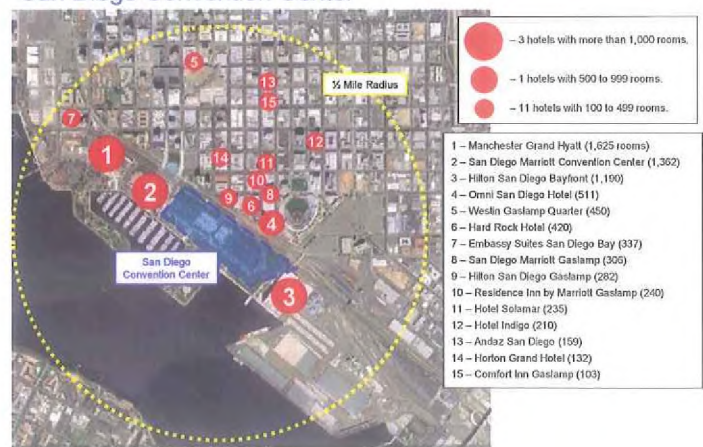 San Diego Convention Center
– 3 hotels with more than 1,000 rooms.
– 1 hotels with 500 to 999 rooms.
– 11 hotels with 100 to 499 rooms.
½ Mile Radius
5
13
15
7
12
1
14
11
2
10
9
6
8
4
San Diego
Convention Center
3
1 – Manchester Grand Hyatt (1,625 rooms)
2 – San Diego Marriott Convention Center (1,362)
3 – Hilton San Diego Bayfront (1,190)
4 – Omni San Diego Hotel (511)
5 – Westin Gaslamp Quarter (450)
6 – Hard Rock Hotel (420)
7 – Embassy Suites San Diego Bay (337)
8 – San Diego Marriott Gaslamp (306)
9 – Hilton San Diego Gaslamp (282)
10 – Residence Inn by Marriott Gaslamp (240)
11 – Hotel Solamar (235)
12 – Hotel Indigo (210)
13 – Andaz San Diego (159)
14 – Horton Grand Hotel (132)
15 – Comfort Inn Gaslamp (103)